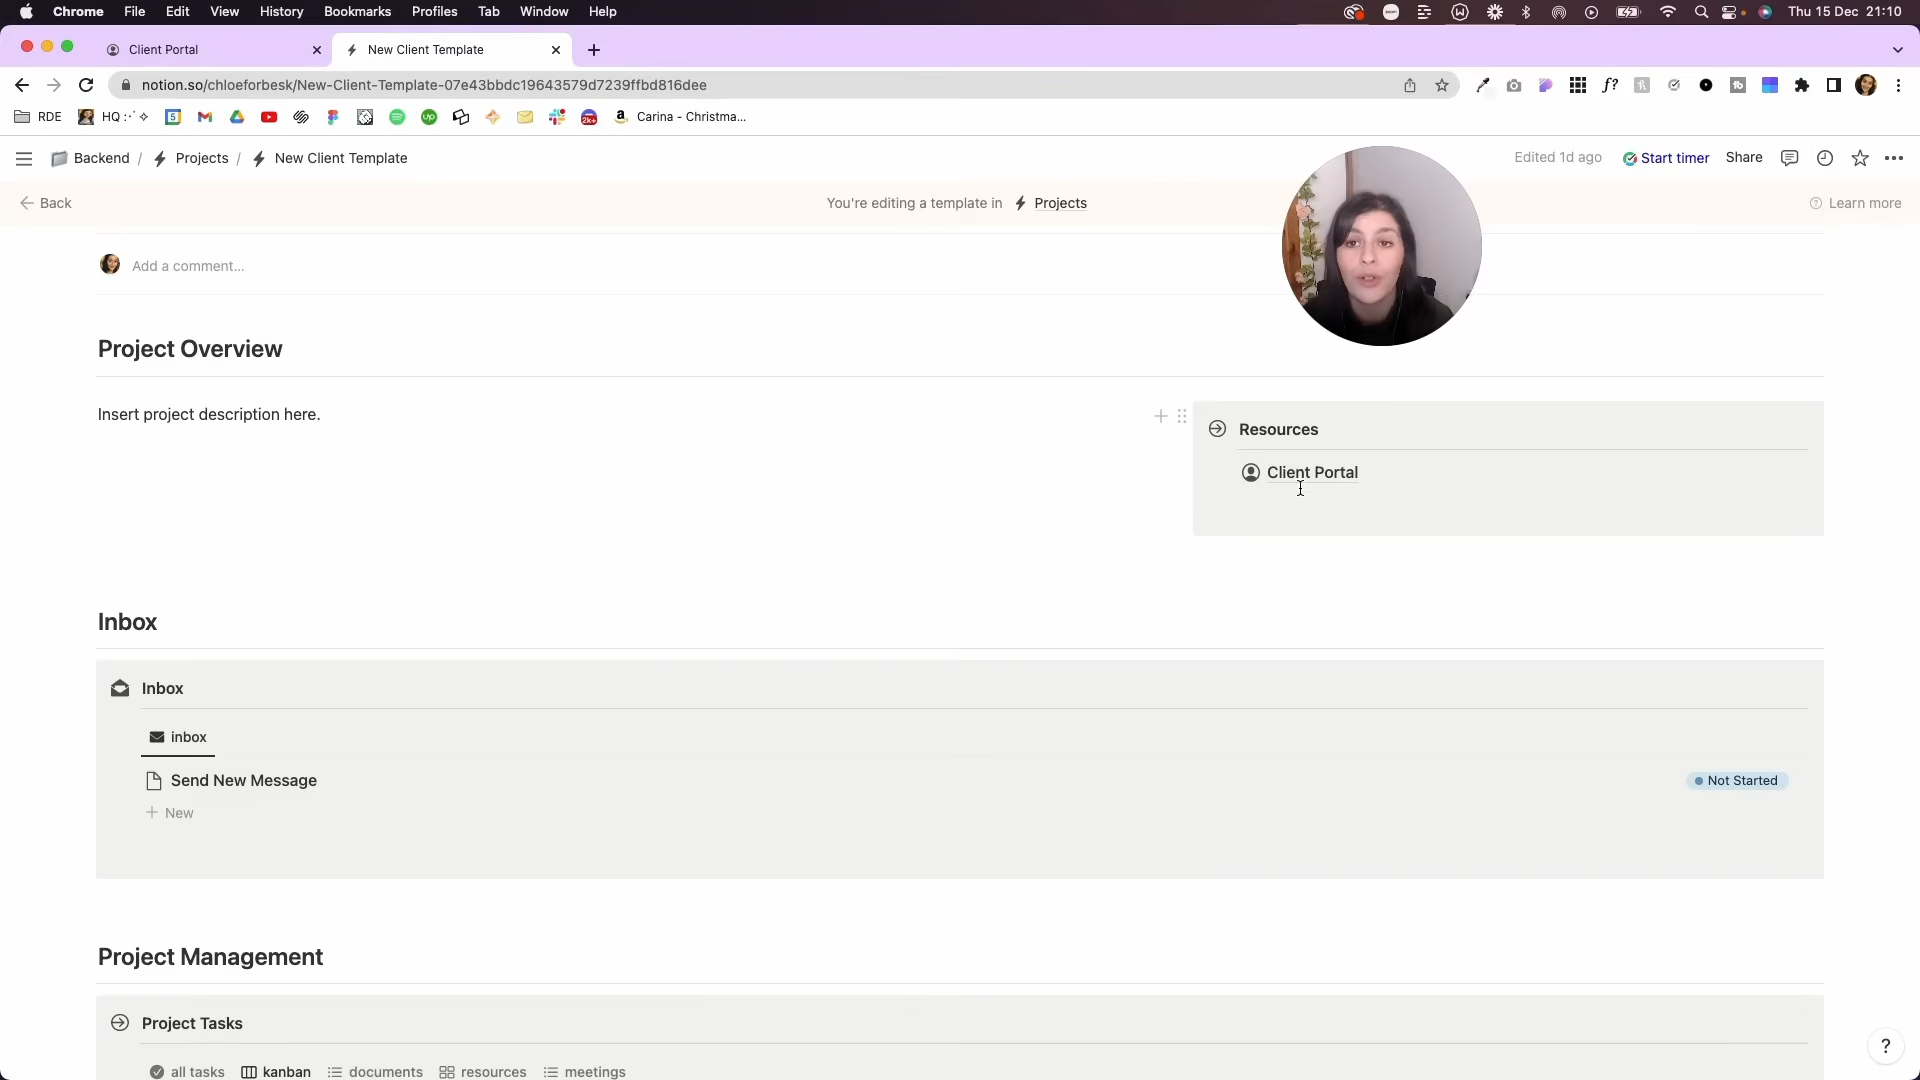 Chrome File Edit View History Bookmarks Profiles Tab Window Help Thu 15 Dec 21:10
Client Portal New Client Template
notion.so/chloeforbesk/New-Client-Template-07e43bbdc19643579d7239ffbd816dee
RDE HQ 5 up 2k+ a Carina - Christma...
Backend / Projects / New Client Template Edited 1d ago Start timer Share
Back You're editing a template in Projects Learn more
Add a comment...
Project Overview
Insert project description here.
Resources
Client Portal
Inbox
Inbox
inbox
Send New Message Not Started
New
Project Management
Project Tasks
all tasks kanban documents resources meetings
?